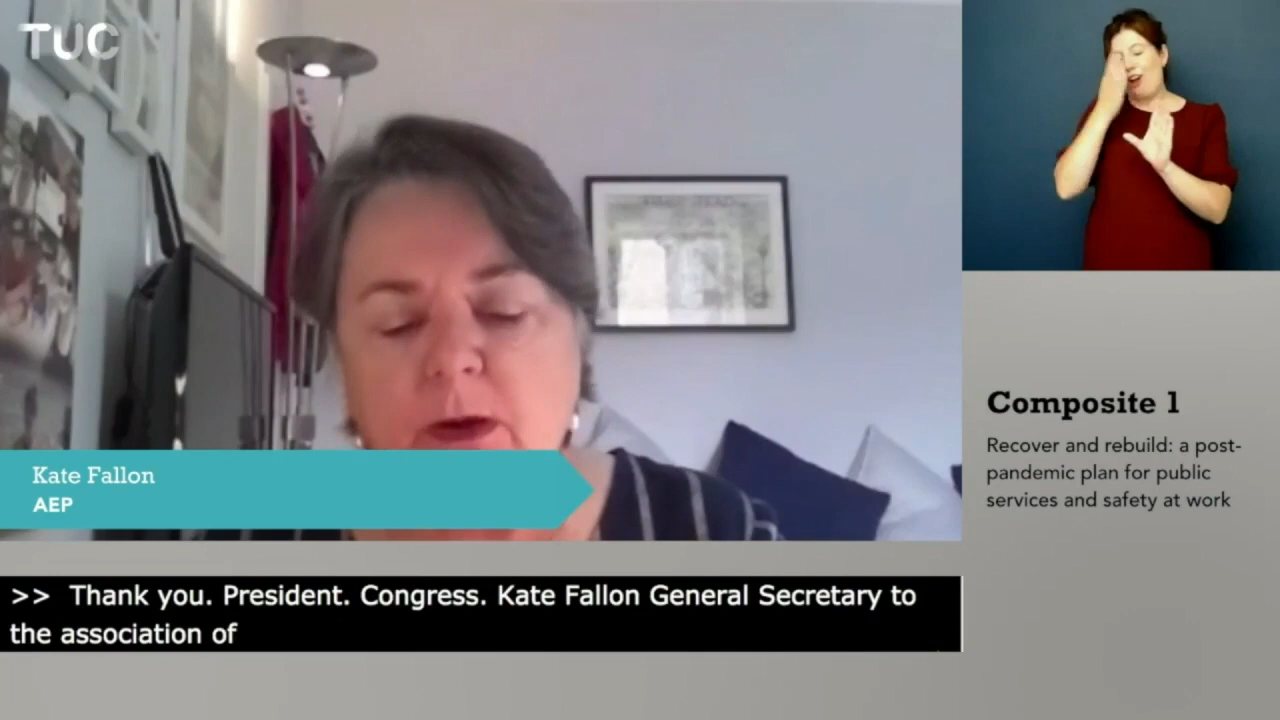 TUC
Kate Fallon
AEP
Composite 1
Recover and rebuild: a post-
pandemic plan for public
services and safety at work
>> Thank you. President. Congress. Kate Fallon General Secretary to
the association of